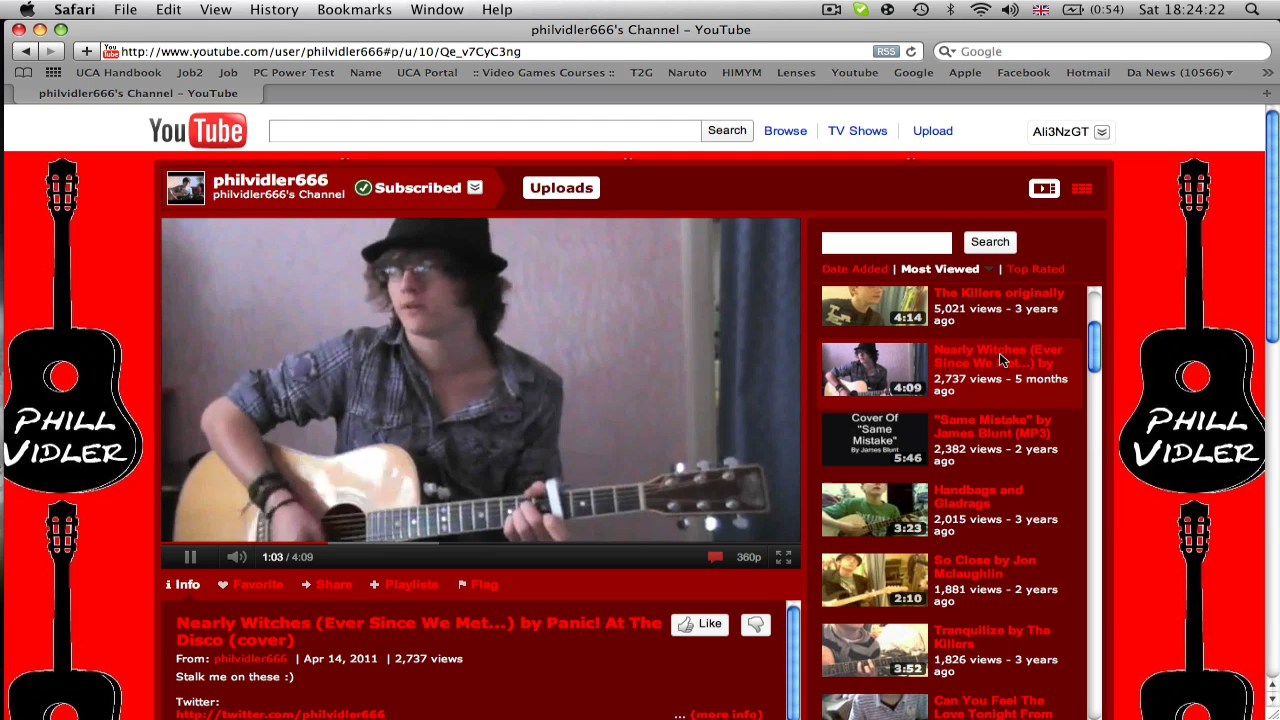 Safari File Edit View History Bookmarks Window Help (0:54) Sat 18:24:22
philvidler666's Channel – YouTube
http://www.youtube.com/user/philvidler666#p/u/10/Qe_v7CyC3ng RSS Google
UCA Handbook Job2 Job PC Power Test Name UCA Portal :: Video Games Courses :: T2G Naruto HIMYM Lenses Youtube Google Apple Facebook Hotmail Da News (10566)
philvidler666's Channel – YouTube
YouTube Search Browse TV Shows Upload Ali3NzGT
philvidler666
philvidler666's Channel
Subscribed
Uploads
Search
Date Added | Most Viewed | Top Rated
The Killers originally
5,021 views - 3 years
ago
4:14
Nearly Witches (Ever
Since We Met...) by
2,737 views - 5 months
ago
4:09
Cover Of
"Same
Mistake"
By James Blunt
5:46
"Same Mistake" by
James Blunt (MP3)
2,382 views - 2 years
ago
Handbags and
Gladrags
2,015 views - 3 years
ago
3:23
So Close by Jon
Mclaughlin
1,881 views - 2 years
ago
2:10
Tranquilize by The
Killers
1,826 views - 3 years
ago
3:52
Can You Feel The
Love Tonight From
1:03 / 4:09 360p
Info Favorite Share Playlists Flag
Nearly Witches (Ever Since We Met...) by Panic! At The
Disco (cover)
Like
From: philvidler666 | Apr 14, 2011 | 2,737 views
Stalk me on these :)
Twitter:
http://twitter.com/philvidler666
... (more info)
PHILL
VIDLER
PHILL
VIDLER